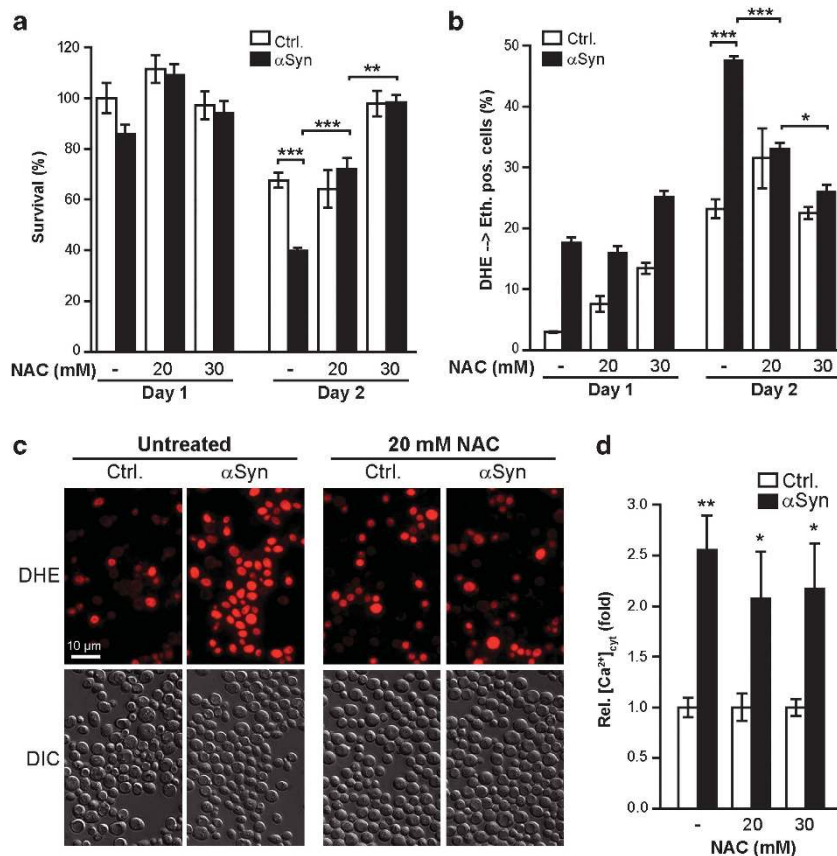 a
Ctrl.
αSyn
Survival (%)
120
100
80
60
40
20
0
***
***
**
NAC (mM)
- 20 30 - 20 30
Day 1 Day 2
b
Ctrl.
αSyn
DHE --> Eth. pos. cells (%)
50
40
30
20
10
0
***
***
*
NAC (mM)
- 20 30 - 20 30
Day 1 Day 2
c
Untreated 20 mM NAC
Ctrl. αSyn Ctrl. αSyn
DHE
10 µm
DIC
d
Ctrl.
αSyn
Rel. [Ca²⁺]cyt (fold)
3.0
2.5
2.0
1.5
1.0
0.5
0.0
** * *
- 20 30
NAC (mM)